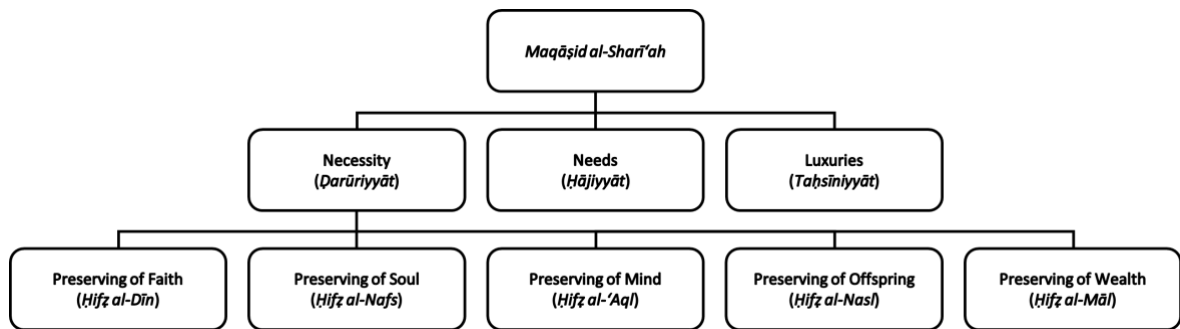 Maqāṣid al-Sharī‘ah
Necessity
(Ḍarūriyyāt)
Needs
(Ḥājiyyāt)
Luxuries
(Taḥsīniyyāt)
Preserving of Faith
(Ḥifẓ al-Dīn)
Preserving of Soul
(Ḥifẓ al-Nafs)
Preserving of Mind
(Ḥifẓ al-‘Aql)
Preserving of Offspring
(Ḥifẓ al-Nasl)
Preserving of Wealth
(Ḥifẓ al-Māl)